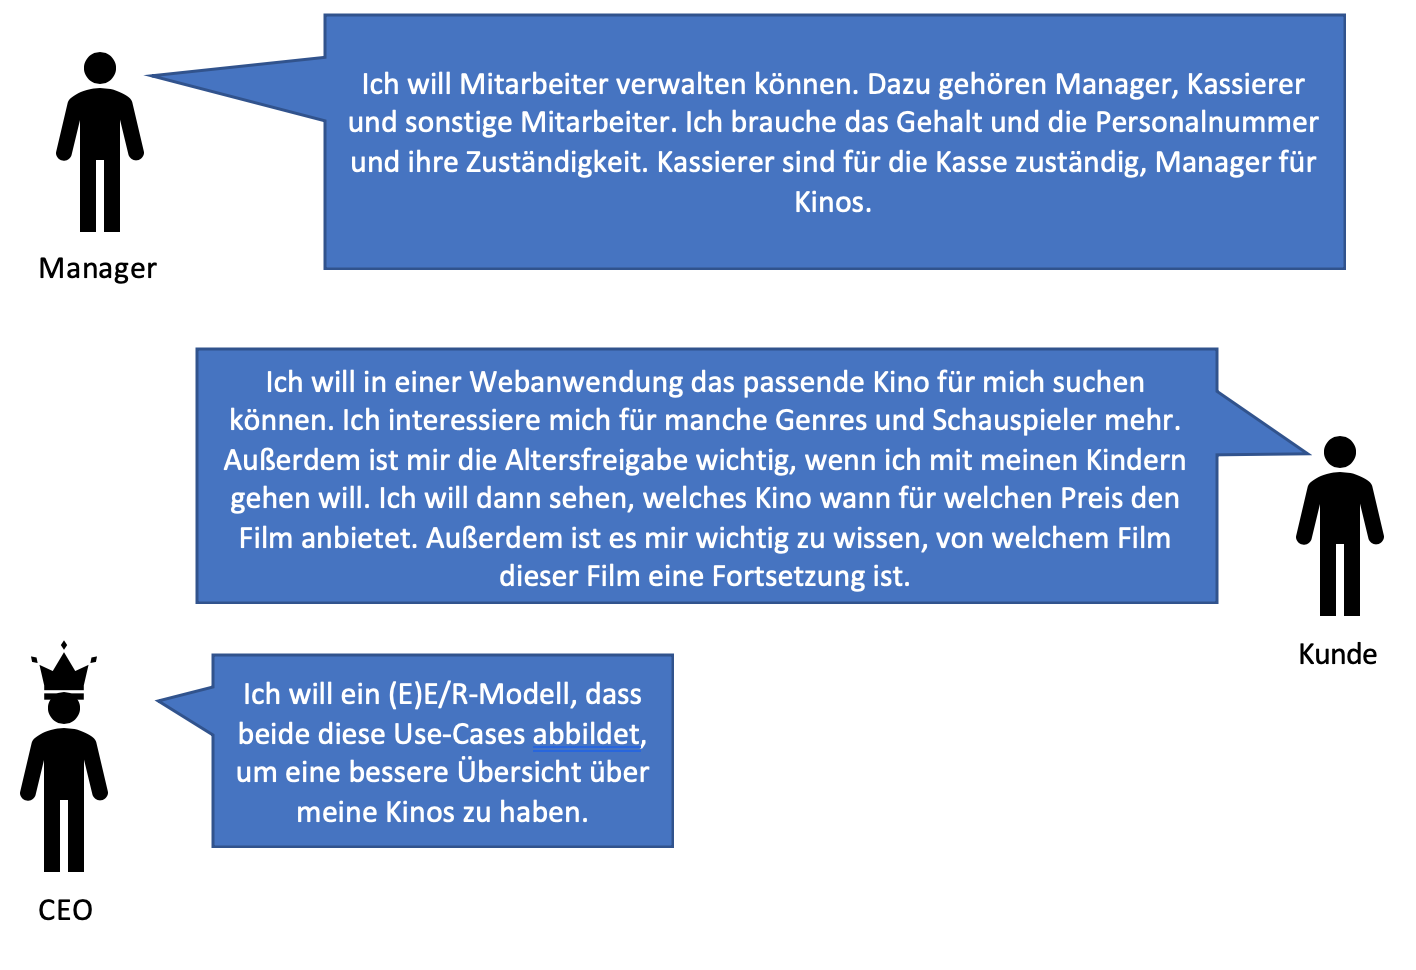 Ich will Mitarbeiter verwalten können. Dazu gehören Manager, Kassierer
und sonstige Mitarbeiter. Ich brauche das Gehalt und die Personalnummer
und ihre Zuständigkeit. Kassierer sind für die Kasse zuständig, Manager für
Kinos.
Manager
Ich will in einer Webanwendung das passende Kino für mich suchen
können. Ich interessiere mich für manche Genres und Schauspieler mehr.
Außerdem ist mir die Altersfreigabe wichtig, wenn ich mit meinen Kindern
gehen will. Ich will dann sehen, welches Kino wann für welchen Preis den
Film anbietet. Außerdem ist es mir wichtig zu wissen, von welchem Film
dieser Film eine Fortsetzung ist.
Kunde
Ich will ein (E)E/R-Modell, dass
beide diese Use-Cases abbildet,
um eine bessere Übersicht über
meine Kinos zu haben.
CEO